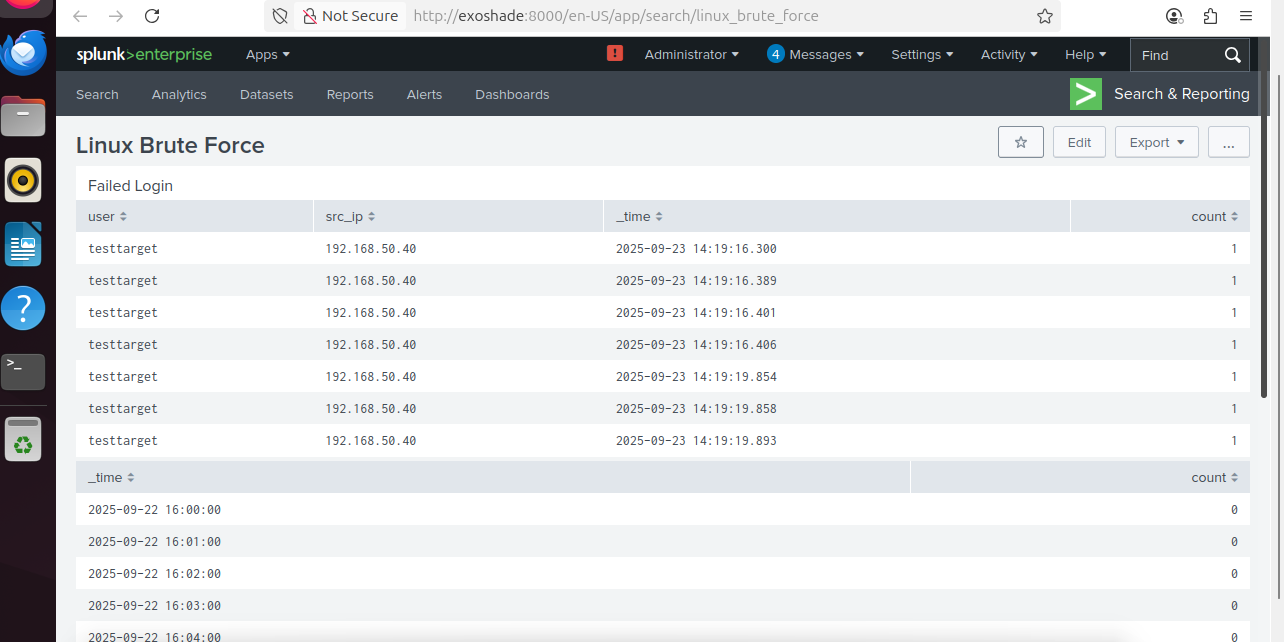 Not Secure http://exoshade:8000/en-US/app/search/linux_brute_force
splunk>enterprise Apps ! Administrator 4 Messages Settings Activity Help Find
Search Analytics Datasets Reports Alerts Dashboards > Search & Reporting
Linux Brute Force Edit Export ...
Failed Login
user src_ip _time count
testtarget 192.168.50.40 2025-09-23 14:19:16.300 1
testtarget 192.168.50.40 2025-09-23 14:19:16.389 1
testtarget 192.168.50.40 2025-09-23 14:19:16.401 1
testtarget 192.168.50.40 2025-09-23 14:19:16.406 1
testtarget 192.168.50.40 2025-09-23 14:19:19.854 1
testtarget 192.168.50.40 2025-09-23 14:19:19.858 1
testtarget 192.168.50.40 2025-09-23 14:19:19.893 1
_time count
2025-09-22 16:00:00 0
2025-09-22 16:01:00 0
2025-09-22 16:02:00 0
2025-09-22 16:03:00 0
2025-09-22 16:04:00 0